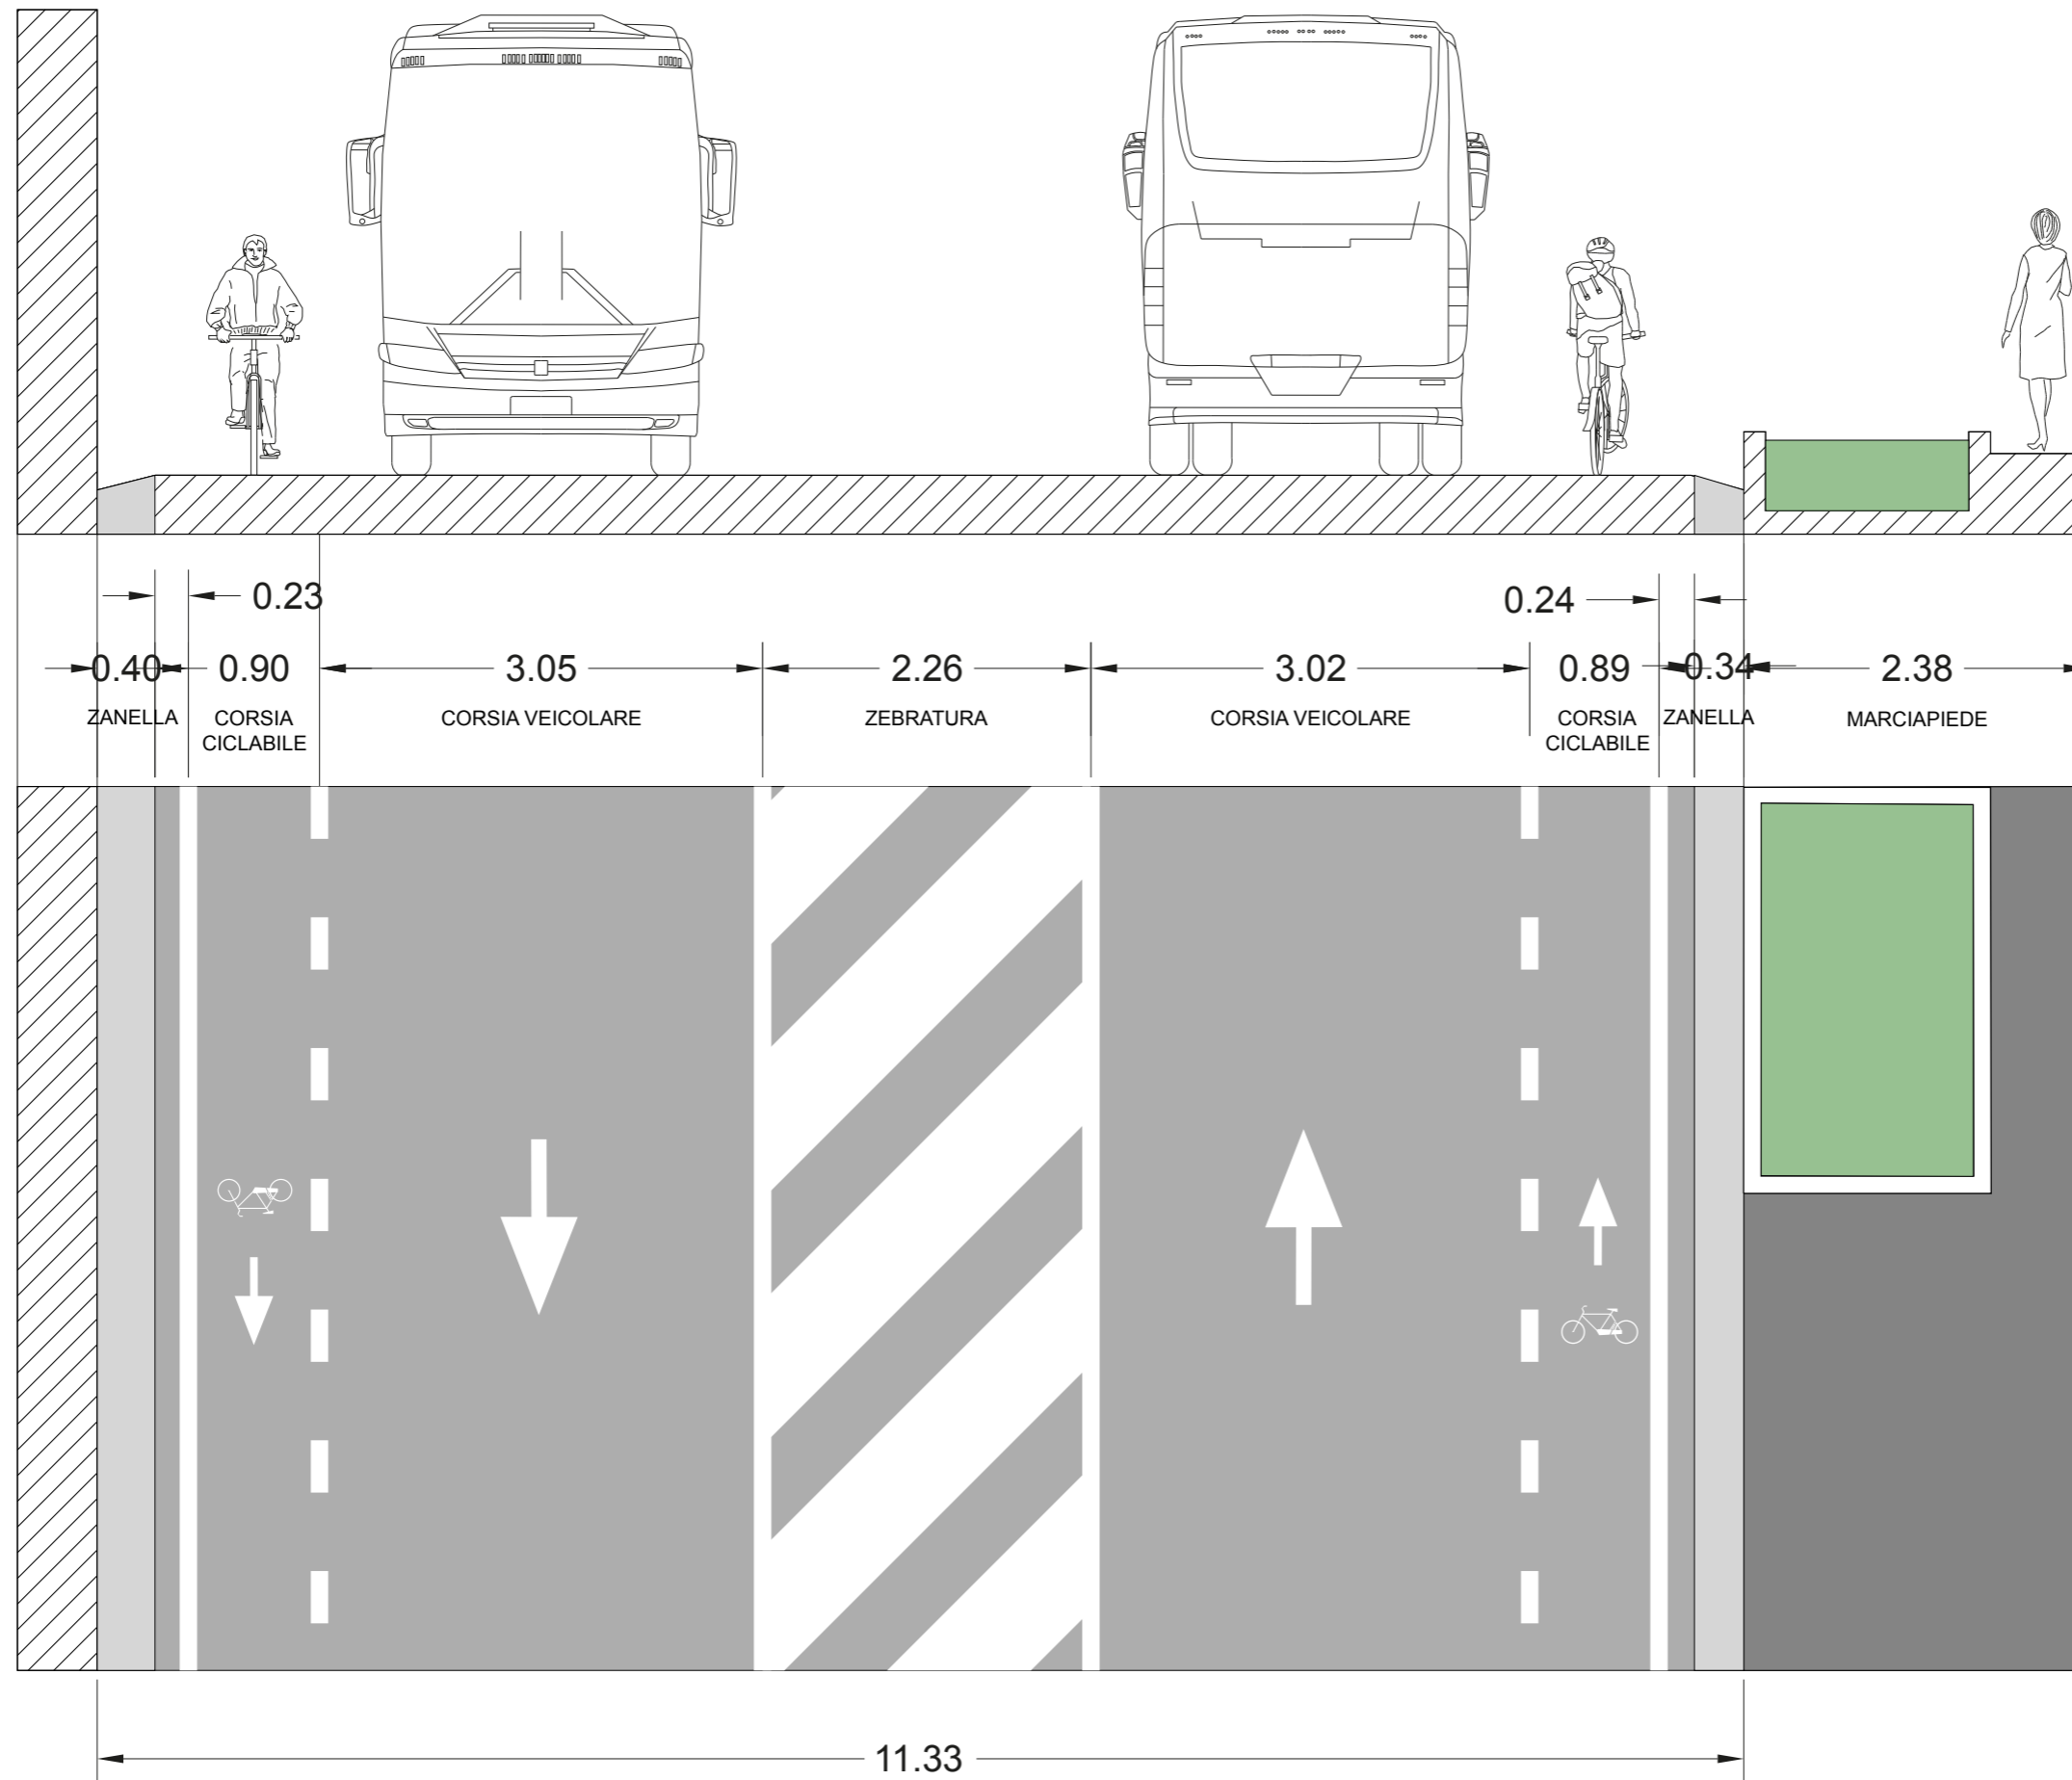 0.23
0.24
0.40
0.90
3.05
2.26
3.02
0.89
0.34
2.38
ZANELLA
CORSIA
CICLABILE
CORSIA VEICOLARE
ZEBRATURA
CORSIA VEICOLARE
CORSIA
CICLABILE
ZANELLA
MARCIAPIEDE
11.33